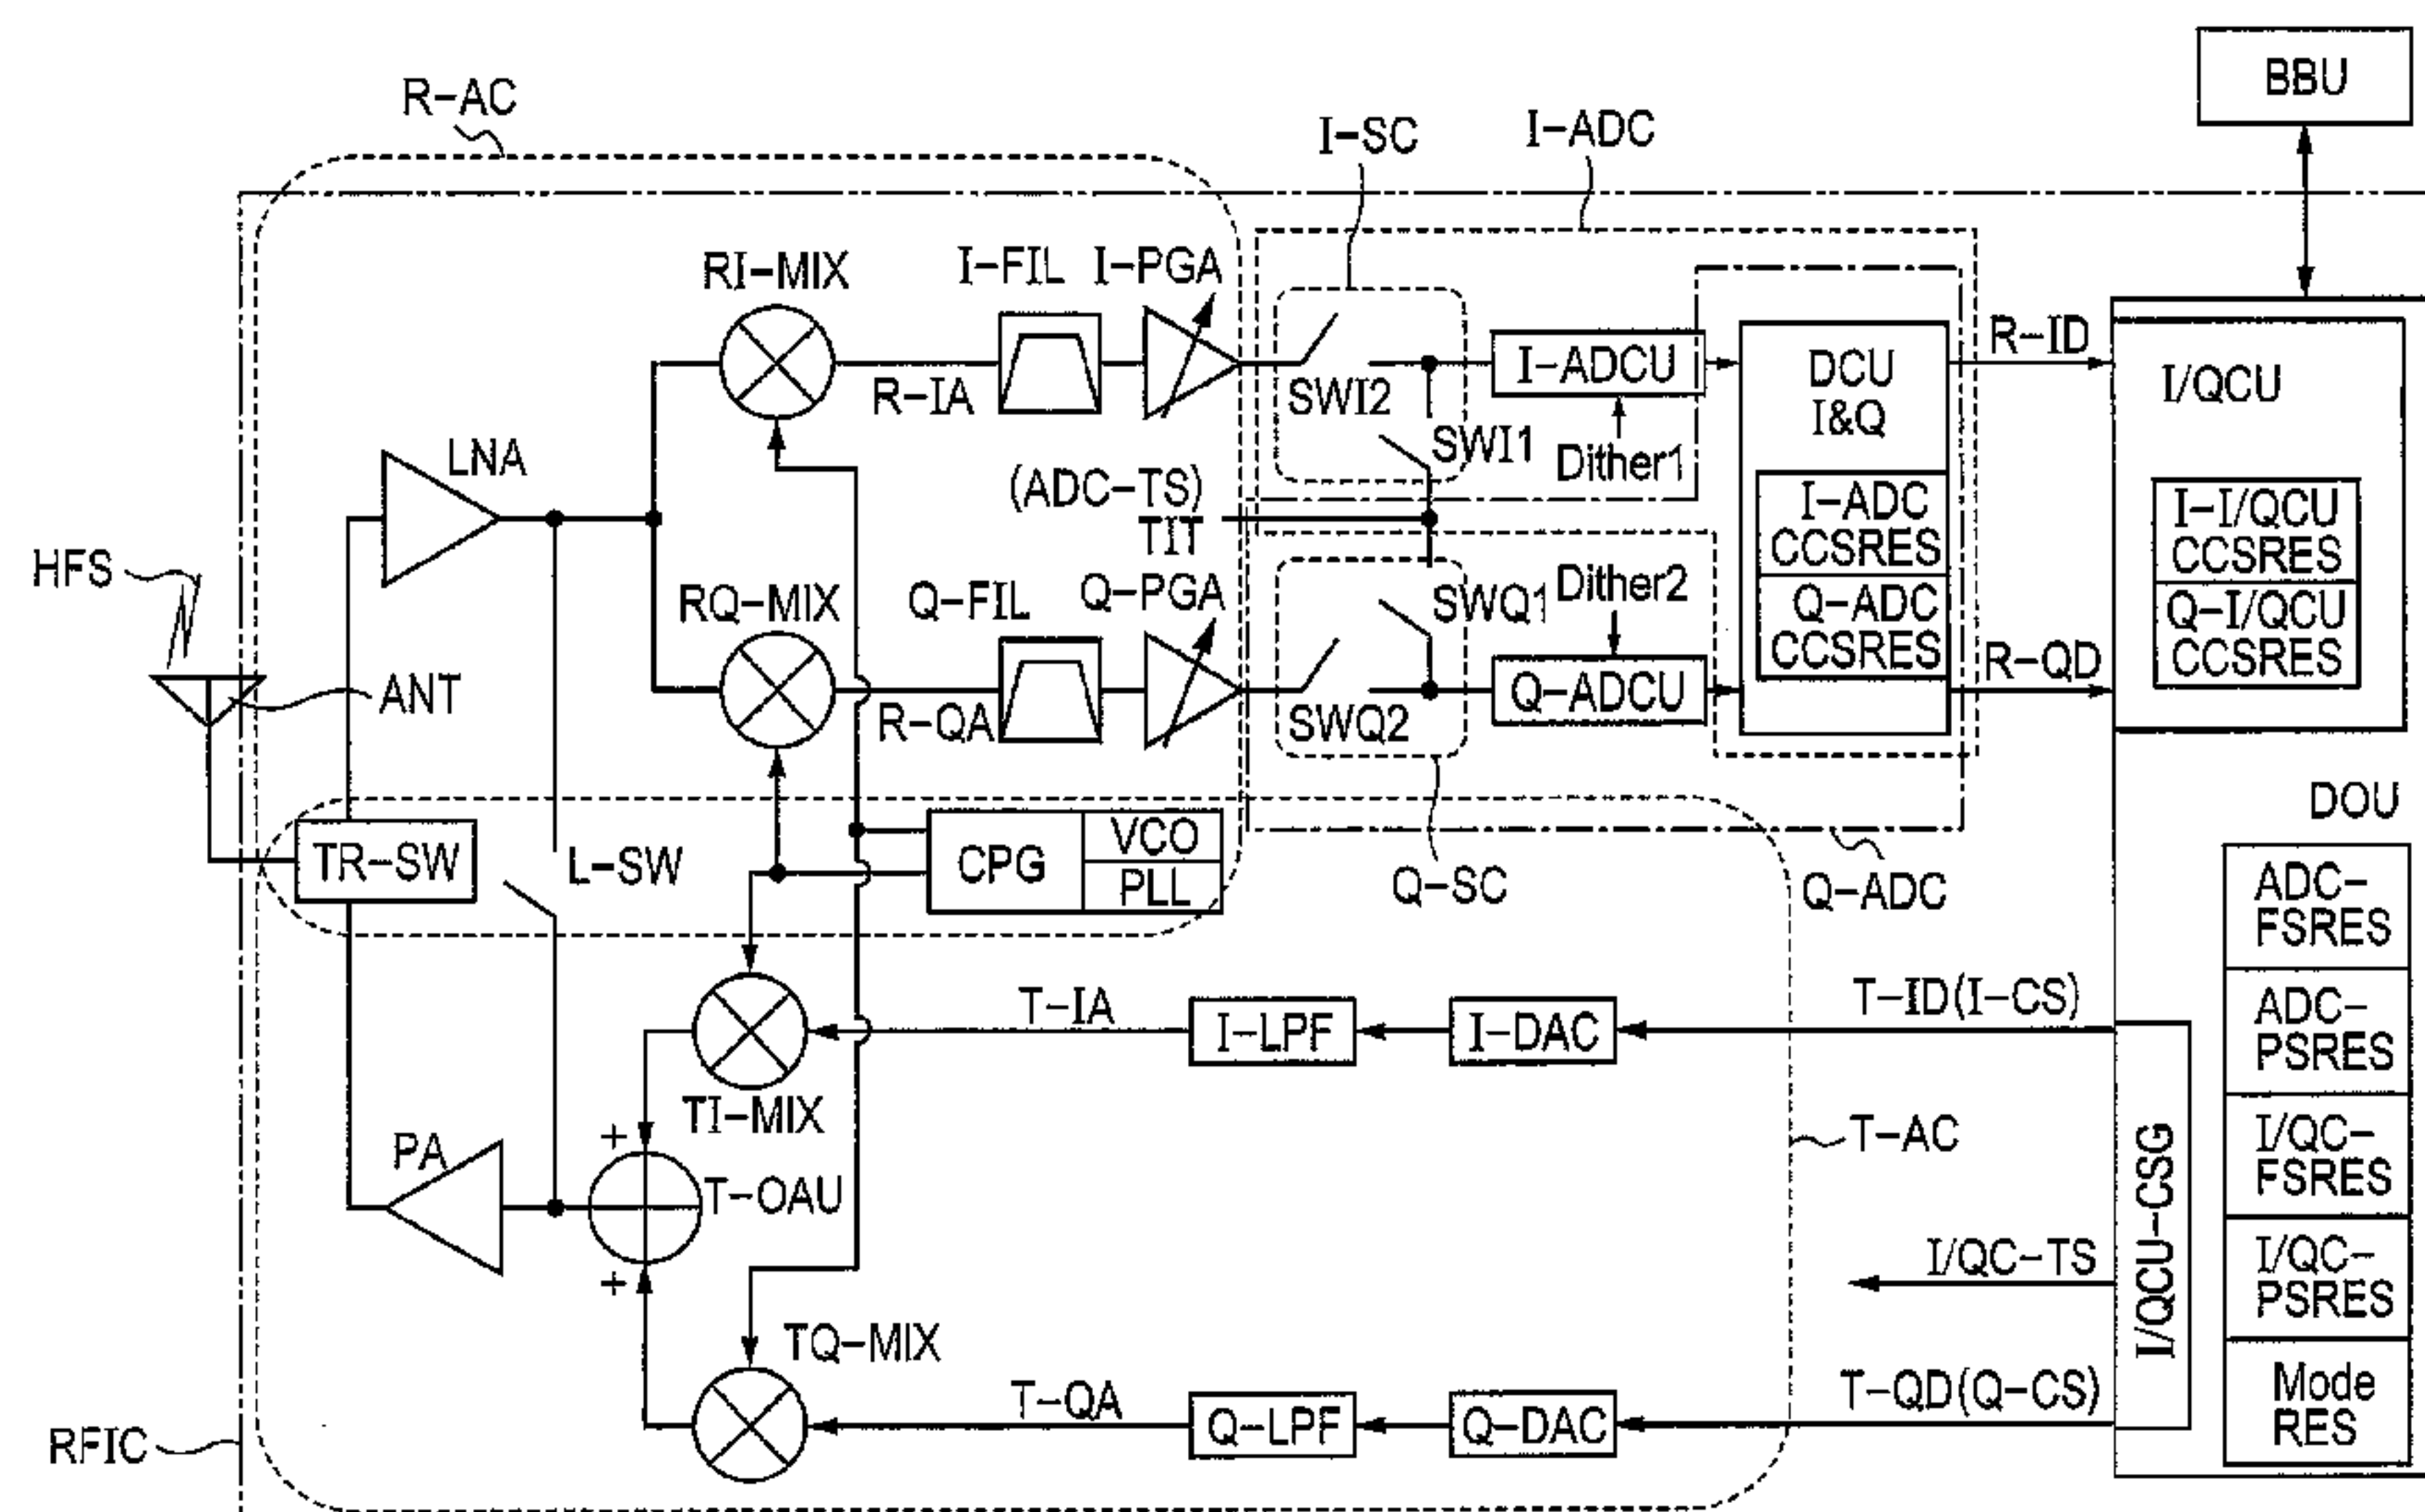 BBU
R-AC
I-SC
I-ADC
RI-MIX
I-FIL
I-PGA
R-IA
SWI2
I-ADCU
SWI1
Dither1
DCU
I&Q
R-ID
I/QCU
LNA
(ADC-TS)
TIT
I-ADC
CCSRES
Q-ADC
CCSRES
I-I/QCU
CCSRES
Q-I/QCU
CCSRES
HFS
ANT
RQ-MIX
Q-FIL
Q-PGA
R-QA
SWQ1
Dither2
SWQ2
Q-ADCU
R-QD
DOU
TR-SW
L-SW
CPG
VCO
PLL
Q-SC
Q-ADC
ADC-
FSRES
ADC-
PSRES
I/QC-
FSRES
I/QC-
PSRES
Mode
RES
T-IA
I-LPF
I-DAC
T-ID(I-CS)
TI-MIX
PA
+
T-OAU
+
T-AC
I/QCU-CSG
I/QC-TS
TQ-MIX
T-QA
Q-LPF
Q-DAC
T-QD(Q-CS)
RFIC